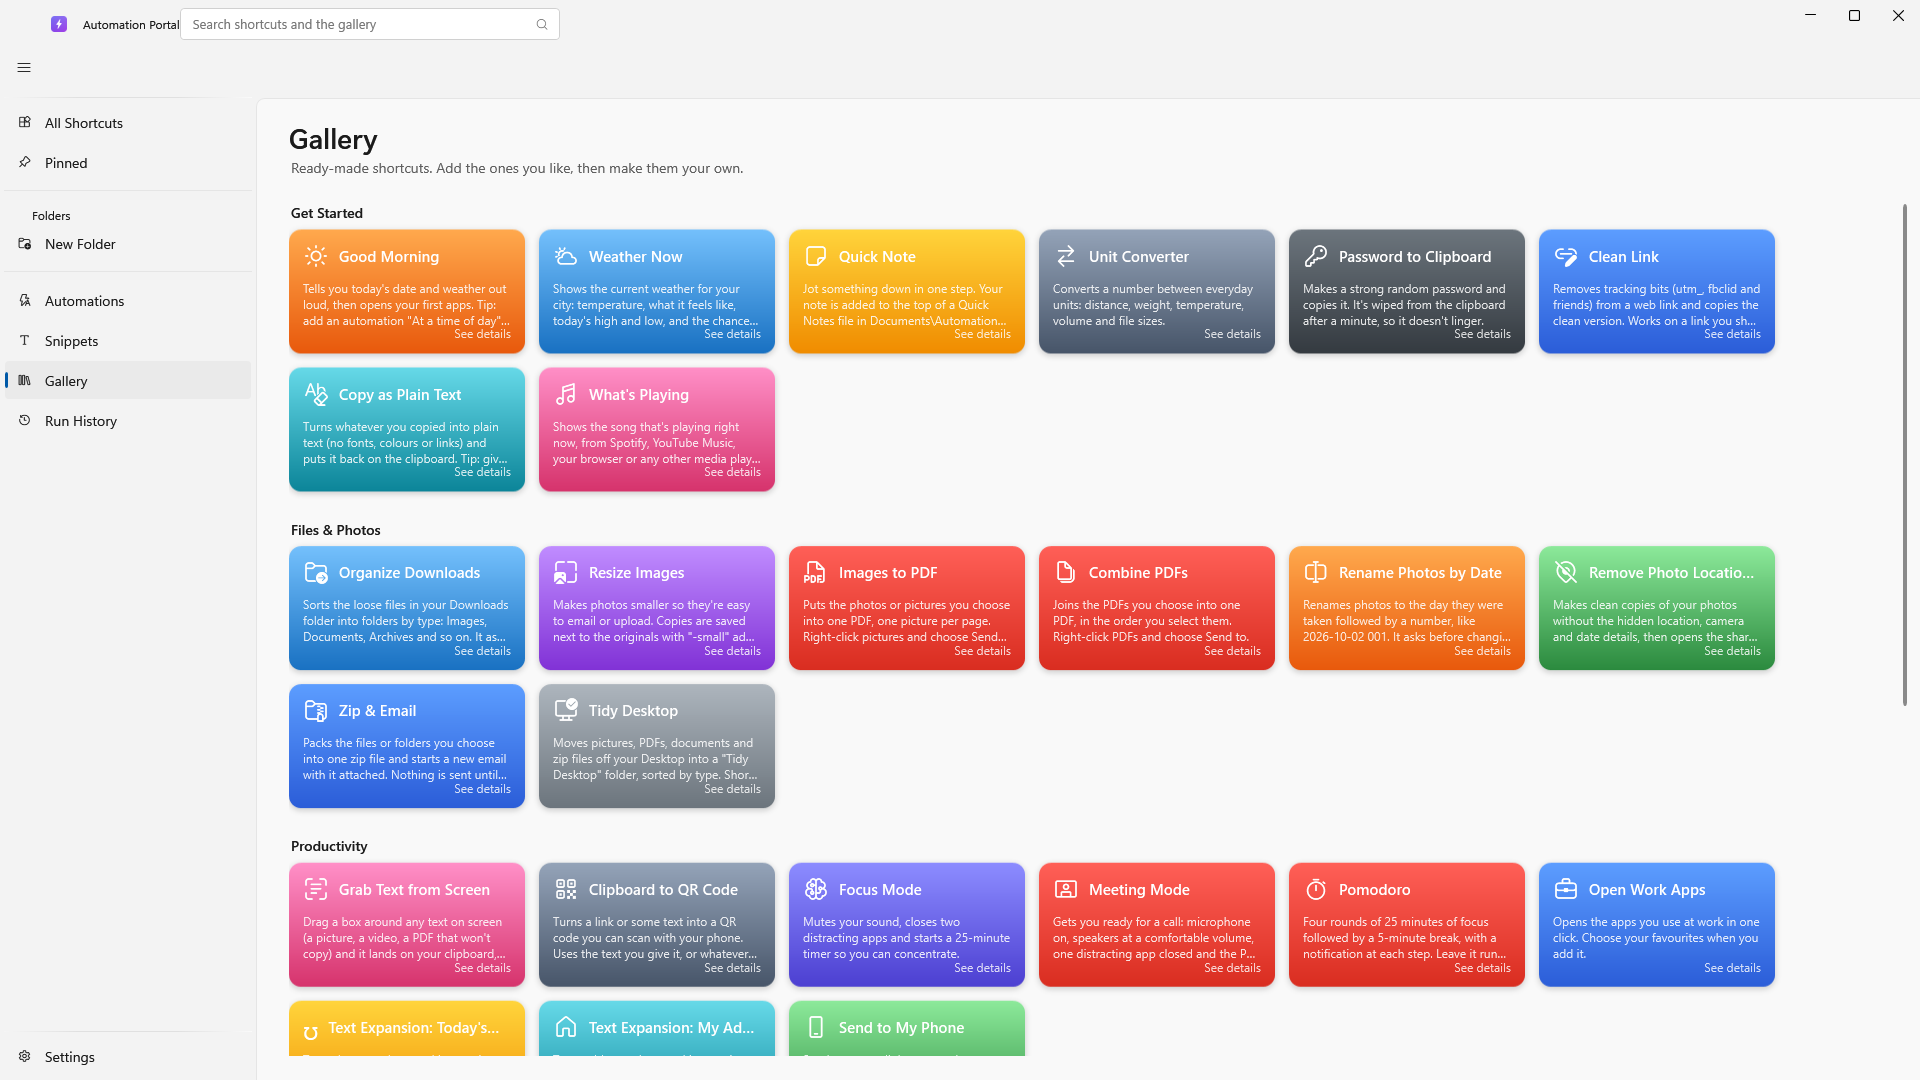 Automation Portal
Search shortcuts and the gallery
All Shortcuts
Pinned
Folders
New Folder
Automations
Snippets
Gallery
Run History
Settings
Gallery
Ready-made shortcuts. Add the ones you like, then make them your own.
Get Started
Good Morning
Tells you today's date and weather out
loud, then opens your first apps. Tip:
add an automation "At a time of day"...
See details
Weather Now
Shows the current weather for your
city: temperature, what it feels like,
today's high and low, and the chance...
See details
Quick Note
Jot something down in one step. Your
note is added to the top of a Quick
Notes file in Documents\Automation...
See details
Unit Converter
Converts a number between everyday
units: distance, weight, temperature,
volume and file sizes.
See details
Password to Clipboard
Makes a strong random password and
copies it. It's wiped from the clipboard
after a minute, so it doesn't linger.
See details
Clean Link
Removes tracking bits (utm_, fbclid and
friends) from a web link and copies the
clean version. Works on a link you sh...
See details
Copy as Plain Text
Turns whatever you copied into plain
text (no fonts, colours or links) and
puts it back on the clipboard. Tip: giv...
See details
What's Playing
Shows the song that's playing right
now, from Spotify, YouTube Music,
your browser or any other media play...
See details
Files & Photos
Organize Downloads
Sorts the loose files in your Downloads
folder into folders by type: Images,
Documents, Archives and so on. It as...
See details
Resize Images
Makes photos smaller so they're easy
to email or upload. Copies are saved
next to the originals with "-small" ad...
See details
PDF
Images to PDF
Puts the photos or pictures you choose
into one PDF, one picture per page.
Right-click pictures and choose Send...
See details
Combine PDFs
Joins the PDFs you choose into one
PDF, in the order you select them.
Right-click PDFs and choose Send to.
See details
Rename Photos by Date
Renames photos to the day they were
taken followed by a number, like
2026-10-02 001. It asks before changi...
See details
Remove Photo Locatio...
Makes clean copies of your photos
without the hidden location, camera
and date details, then opens the shar...
See details
Zip & Email
Packs the files or folders you choose
into one zip file and starts a new email
with it attached. Nothing is sent until...
See details
Tidy Desktop
Moves pictures, PDFs, documents and
zip files off your Desktop into a "Tidy
Desktop" folder, sorted by type. Shor...
See details
Productivity
Grab Text from Screen
Drag a box around any text on screen
(a picture, a video, a PDF that won't
copy) and it lands on your clipboard,...
See details
Clipboard to QR Code
Turns a link or some text into a QR
code you can scan with your phone.
Uses the text you give it, or whatever...
See details
Focus Mode
Mutes your sound, closes two
distracting apps and starts a 25-minute
timer so you can concentrate.
See details
Meeting Mode
Gets you ready for a call: microphone
on, speakers at a comfortable volume,
one distracting app closed and the P...
See details
Pomodoro
Four rounds of 25 minutes of focus
followed by a 5-minute break, with a
notification at each step. Leave it run...
See details
Open Work Apps
Opens the apps you use at work in one
click. Choose your favourites when you
add it.
See details
Text Expansion: Today's...
Text Expansion: My Ad...
Send to My Phone